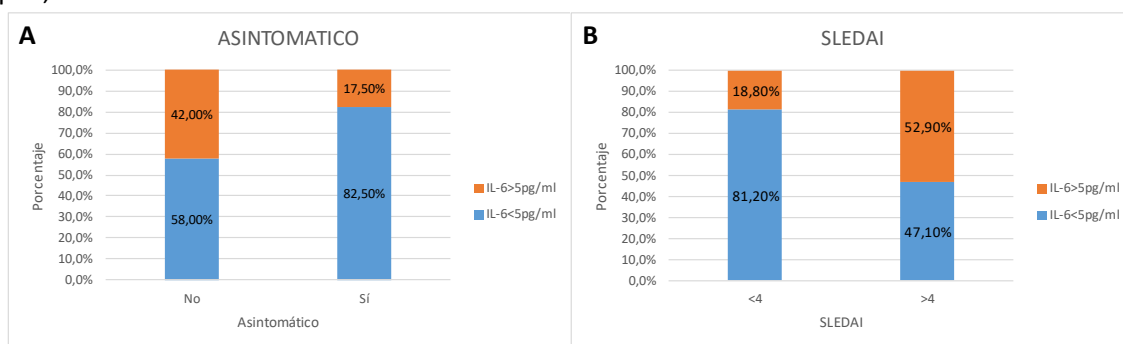 A
ASINTOMATICO
100,0%
90,0%
80,0%
70,0%
60,0%
50,0%
40,0%
30,0%
20,0%
10,0%
0,0%
Porcentaje
42,00%
58,00%
17,50%
82,50%
No
Sí
Asintomático
IL-6>5pg/ml
IL-6<5pg/ml
B
SLEDAI
100,0%
90,0%
80,0%
70,0%
60,0%
50,0%
40,0%
30,0%
20,0%
10,0%
0,0%
Porcentaje
18,80%
81,20%
52,90%
47,10%
<4
>4
SLEDAI
IL-6>5pg/ml
IL-6<5pg/ml